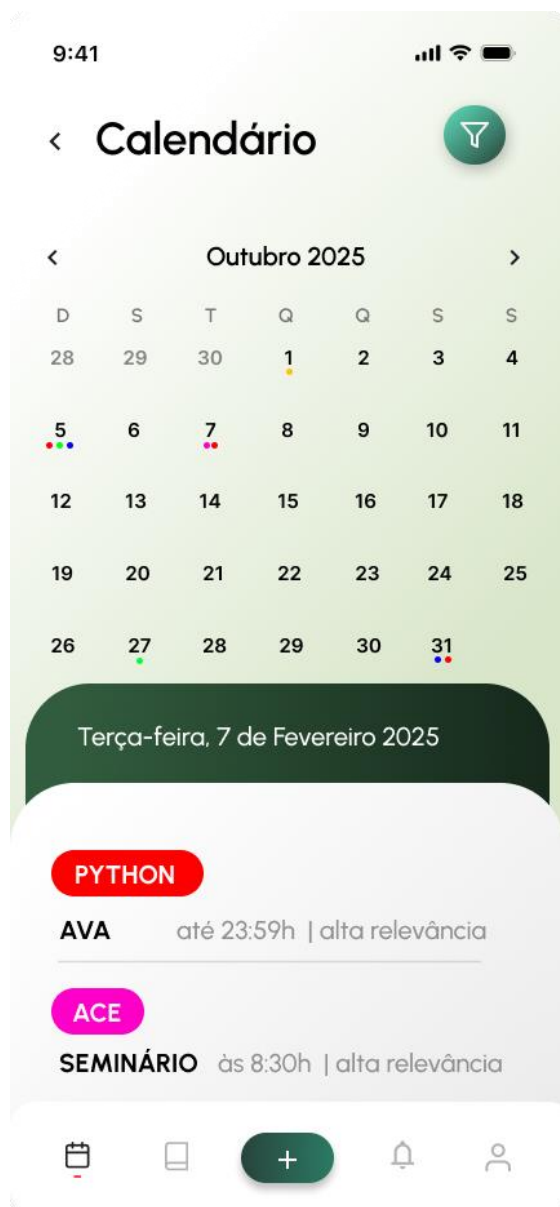 9:41
Calendário
Outubro 2025
D S T Q Q S S
28 29 30 1 2 3 4
5 6 7 8 9 10 11
12 13 14 15 16 17 18
19 20 21 22 23 24 25
26 27 28 29 30 31
Terça-feira, 7 de Fevereiro 2025
PYTHON
AVA até 23:59h | alta relevância
ACE
SEMINÁRIO às 8:30h | alta relevância